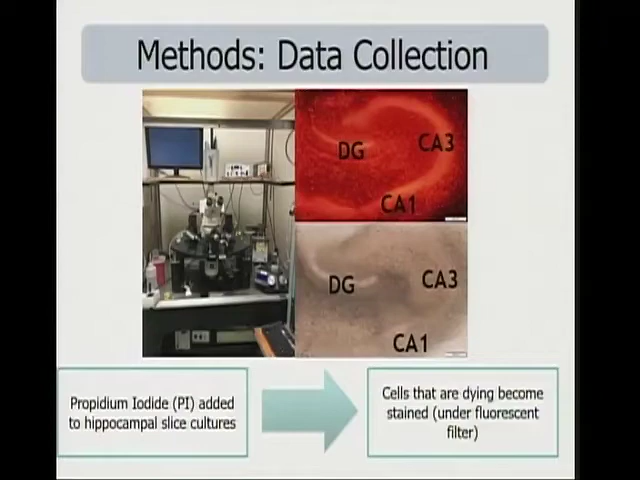 Methods: Data Collection
DG
CA3
CA1
DG
CA3
CA1
Propidium Iodide (PI) added
to hippocampal slice cultures
Cells that are dying become
stained (under fluorescent
filter)